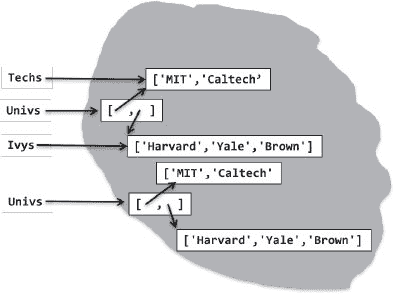 Techs ['MIT','Caltech’
Univs [ , ]
Ivys ['Harvard','Yale','Brown']
['MIT','Caltech'
Univs [ , ]
['Harvard','Yale','Brown']